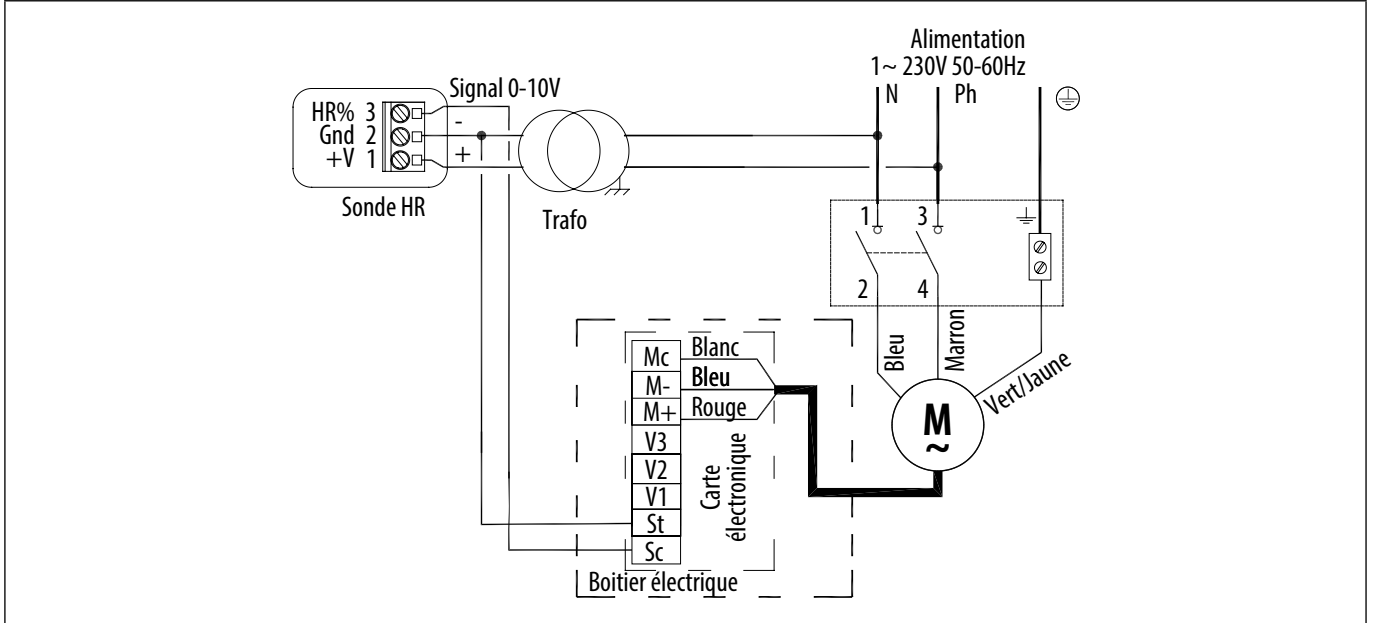 Alimentation
1~ 230V 50-60Hz
N Ph
Signal 0-10V
HR% 3
Gnd 2
+V 1
-
+
Sonde HR
Trafo
1 3
2 4
Bleu
Marron
Vert/Jaune
M
~
Mc Blanc
M- Bleu
M+ Rouge
V3
V2
V1
St
Sc
Carte
électronique
Boitier électrique